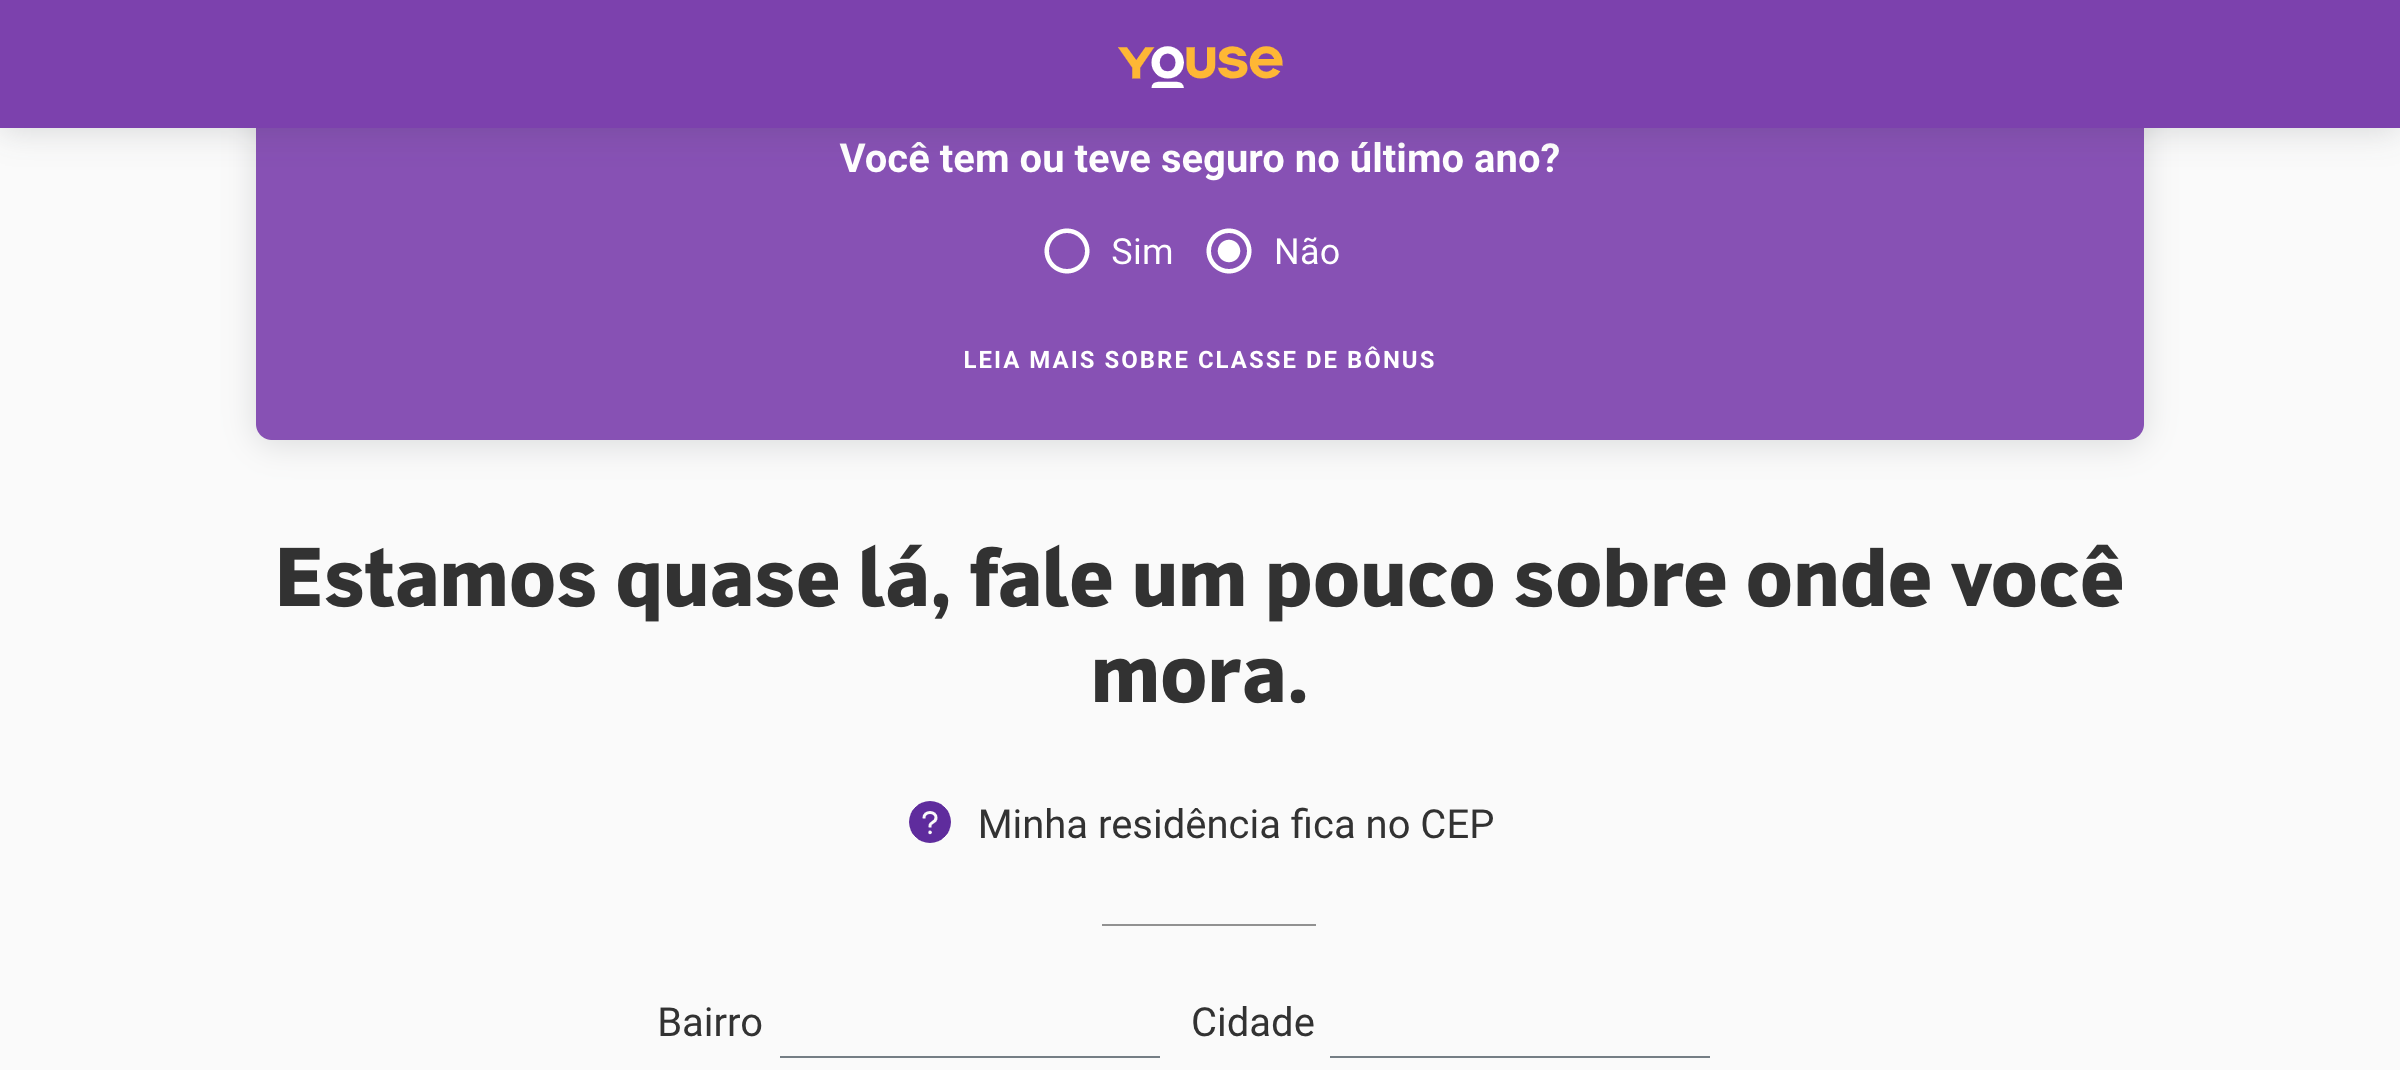 YOUSE
Você tem ou teve seguro no último ano?
Sim Não
LEIA MAIS SOBRE CLASSE DE BÔNUS
Estamos quase lá, fale um pouco sobre onde você
mora.
? Minha residência fica no CEP
Bairro Cidade